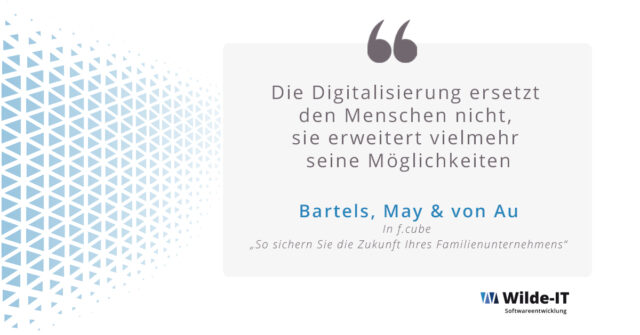 Die Digitalisierung ersetzt
den Menschen nicht,
sie erweitert vielmehr
seine Möglichkeiten
Bartels, May & von Au
In f.cube
„So sichern Sie die Zukunft Ihres Familienunternehmens“
Wilde-IT
Softwareentwicklung